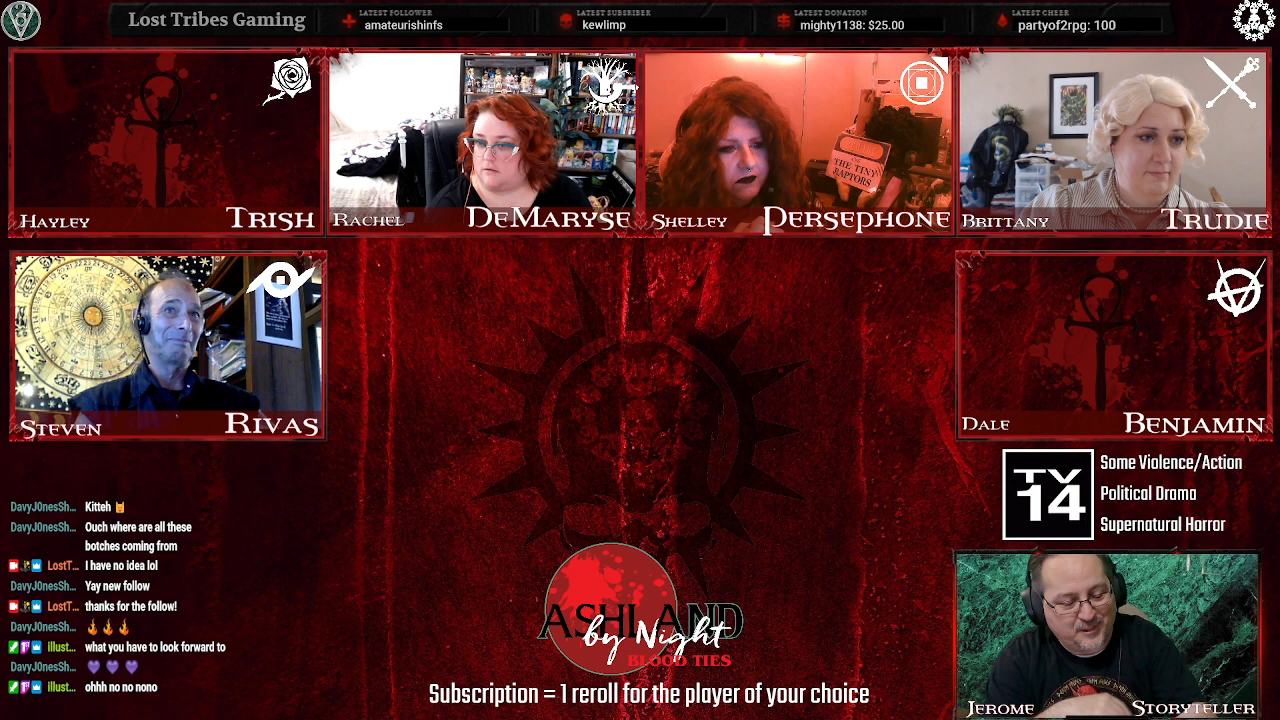 Lost Tribes Gaming
LATEST FOLLOWER
amateurishinfs
LATEST SUBSRIBER
kewlimp
LATEST DONATION
mighty1138: $25.00
LATEST CHEER
partyof2rpg: 100
HAYLEY
TRISH
RACHEL
DEMARYSE
THE TINY
RAPTORS
SHELLEY
PERSEPHONE
BRITTANY
TRUDIE
STEVEN
RIVAS
DALE
BENJAMIN
TV
14
Some Violence/Action
Political Drama
Supernatural Horror
DavyJ0nesSh... Kitteh
DavyJ0nesSh... Ouch where are all these
botches coming from
LostT... I have no idea lol
DavyJ0nesSh... Yay new follow
LostT... thanks for the follow!
DavyJ0nesSh...
illust... what you have to look forward to
DavyJ0nesSh...
illust... ohhh no no nono
ASHLAND
by Night
BLOOD TIES
Subscription = 1 reroll for the player of your choice
JEROME
STORYTELLER